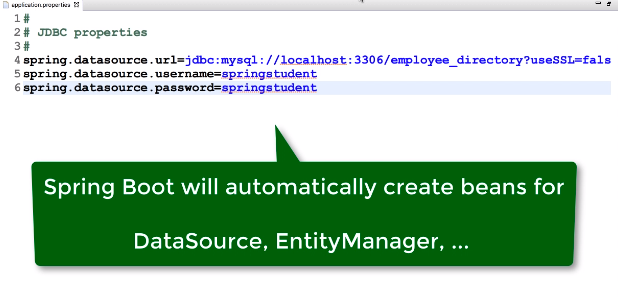 application.properties
1 #
2 # JDBC properties
3 #
4 spring.datasource.url=jdbc:mysql://localhost:3306/employee_directory?useSSL=fals
5 spring.datasource.username=springstudent
6 spring.datasource.password=springstudent
Spring Boot will automatically create beans for
DataSource, EntityManager, ...